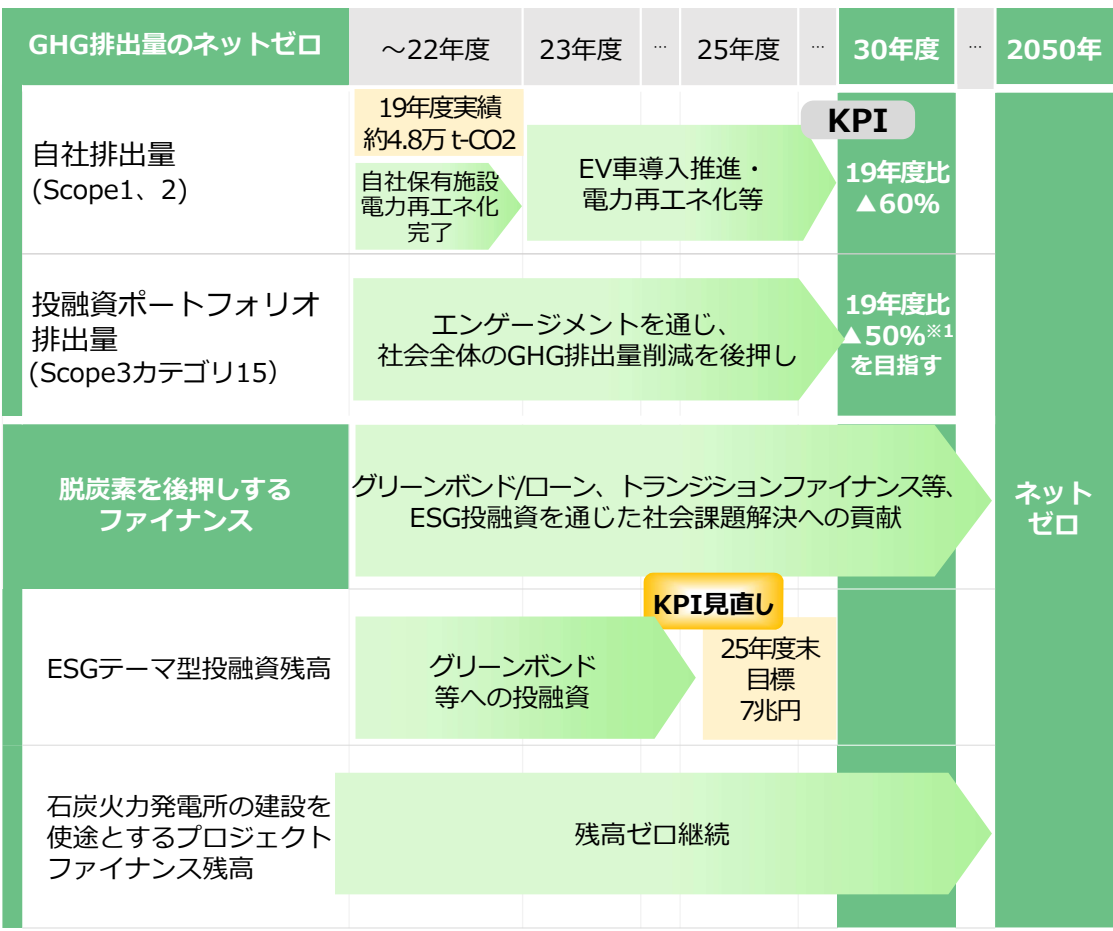 GHG排出量のネットゼロ
～22年度
23年度
…
25年度
…
30年度
…
2050年
自社排出量
(Scope1、2)
19年度実績
約4.8万 t-CO2
自社保有施設
電力再エネ化
完了
EV車導入推進・
電力再エネ化等
KPI
19年度比
▲60%
投融資ポートフォリオ
排出量
(Scope3カテゴリ15）
エンゲージメントを通じ、
社会全体のGHG排出量削減を後押し
19年度比
▲50%※1
を目指す
脱炭素を後押しする
ファイナンス
グリーンボンド/ローン、トランジションファイナンス等、
ESG投融資を通じた社会課題解決への貢献
ネット
ゼロ
ESGテーマ型投融資残高
グリーンボンド
等への投融資
KPI見直し
25年度末
目標
7兆円
石炭火力発電所の建設を
使途とするプロジェクト
ファイナンス残高
残高ゼロ継続